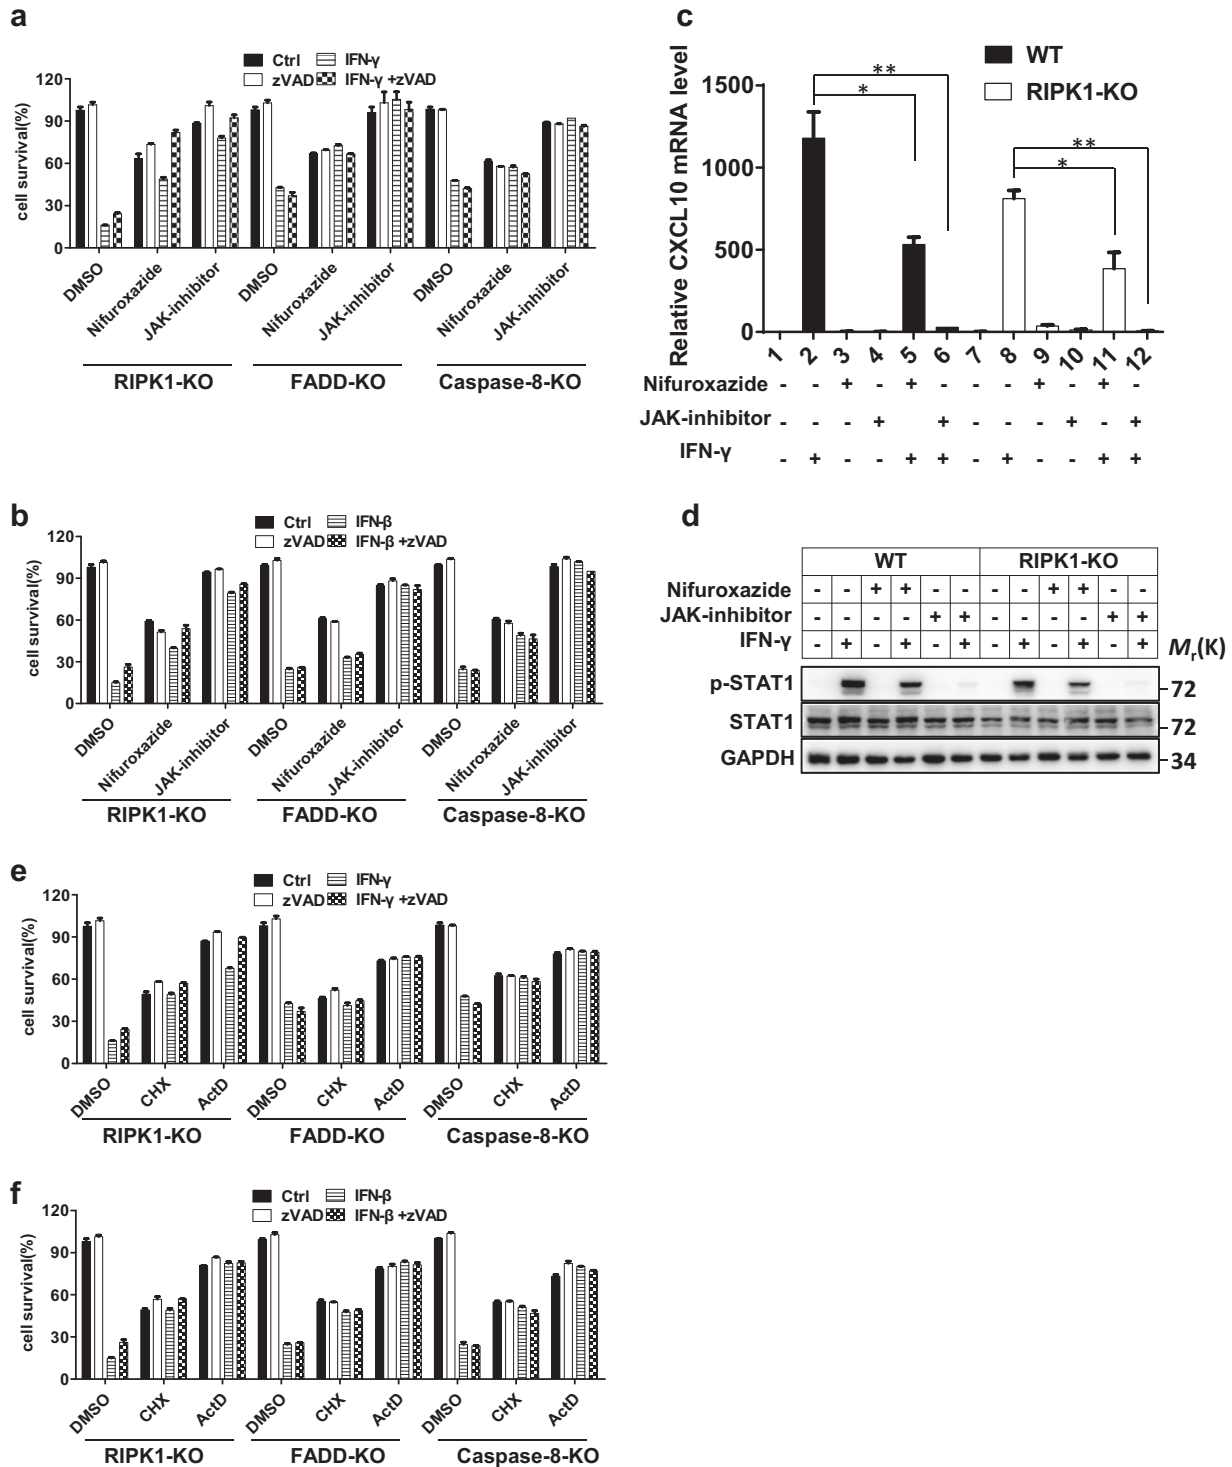 a
Ctrl IFN-γ
zVAD IFN-γ +zVAD
cell survival(%)
120
90
60
30
0
DMSO Nifuroxazide JAK-inhibitor DMSO Nifuroxazide JAK-inhibitor DMSO Nifuroxazide JAK-inhibitor
RIPK1-KO FADD-KO Caspase-8-KO
c
WT
RIPK1-KO
Relative CXCL10 mRNA level
1500
1000
500
0
** * ** *
1 2 3 4 5 6 7 8 9 10 11 12
Nifuroxazide - - + - + - - - + - + -
JAK-inhibitor - - - + - + - - - + - +
IFN-γ - + - - + + - + - - + +
b
Ctrl IFN-β
zVAD IFN-β +zVAD
cell survival(%)
120
90
60
30
0
DMSO Nifuroxazide JAK-inhibitor DMSO Nifuroxazide JAK-inhibitor DMSO Nifuroxazide JAK-inhibitor
RIPK1-KO FADD-KO Caspase-8-KO
d
WT RIPK1-KO
Nifuroxazide - - + + - - - - + + - -
JAK-inhibitor - - - - + + - - - - + +
IFN-γ - + - + - + - + - + - +
Mr(K)
p-STAT1 72
STAT1 72
GAPDH 34
e
Ctrl IFN-γ
zVAD IFN-γ +zVAD
cell survival(%)
120
90
60
30
0
DMSO CHX ActD DMSO CHX ActD DMSO CHX ActD
RIPK1-KO FADD-KO Caspase-8-KO
f
Ctrl IFN-β
zVAD IFN-β +zVAD
cell survival(%)
120
90
60
30
0
DMSO CHX ActD DMSO CHX ActD DMSO CHX ActD
RIPK1-KO FADD-KO Caspase-8-KO